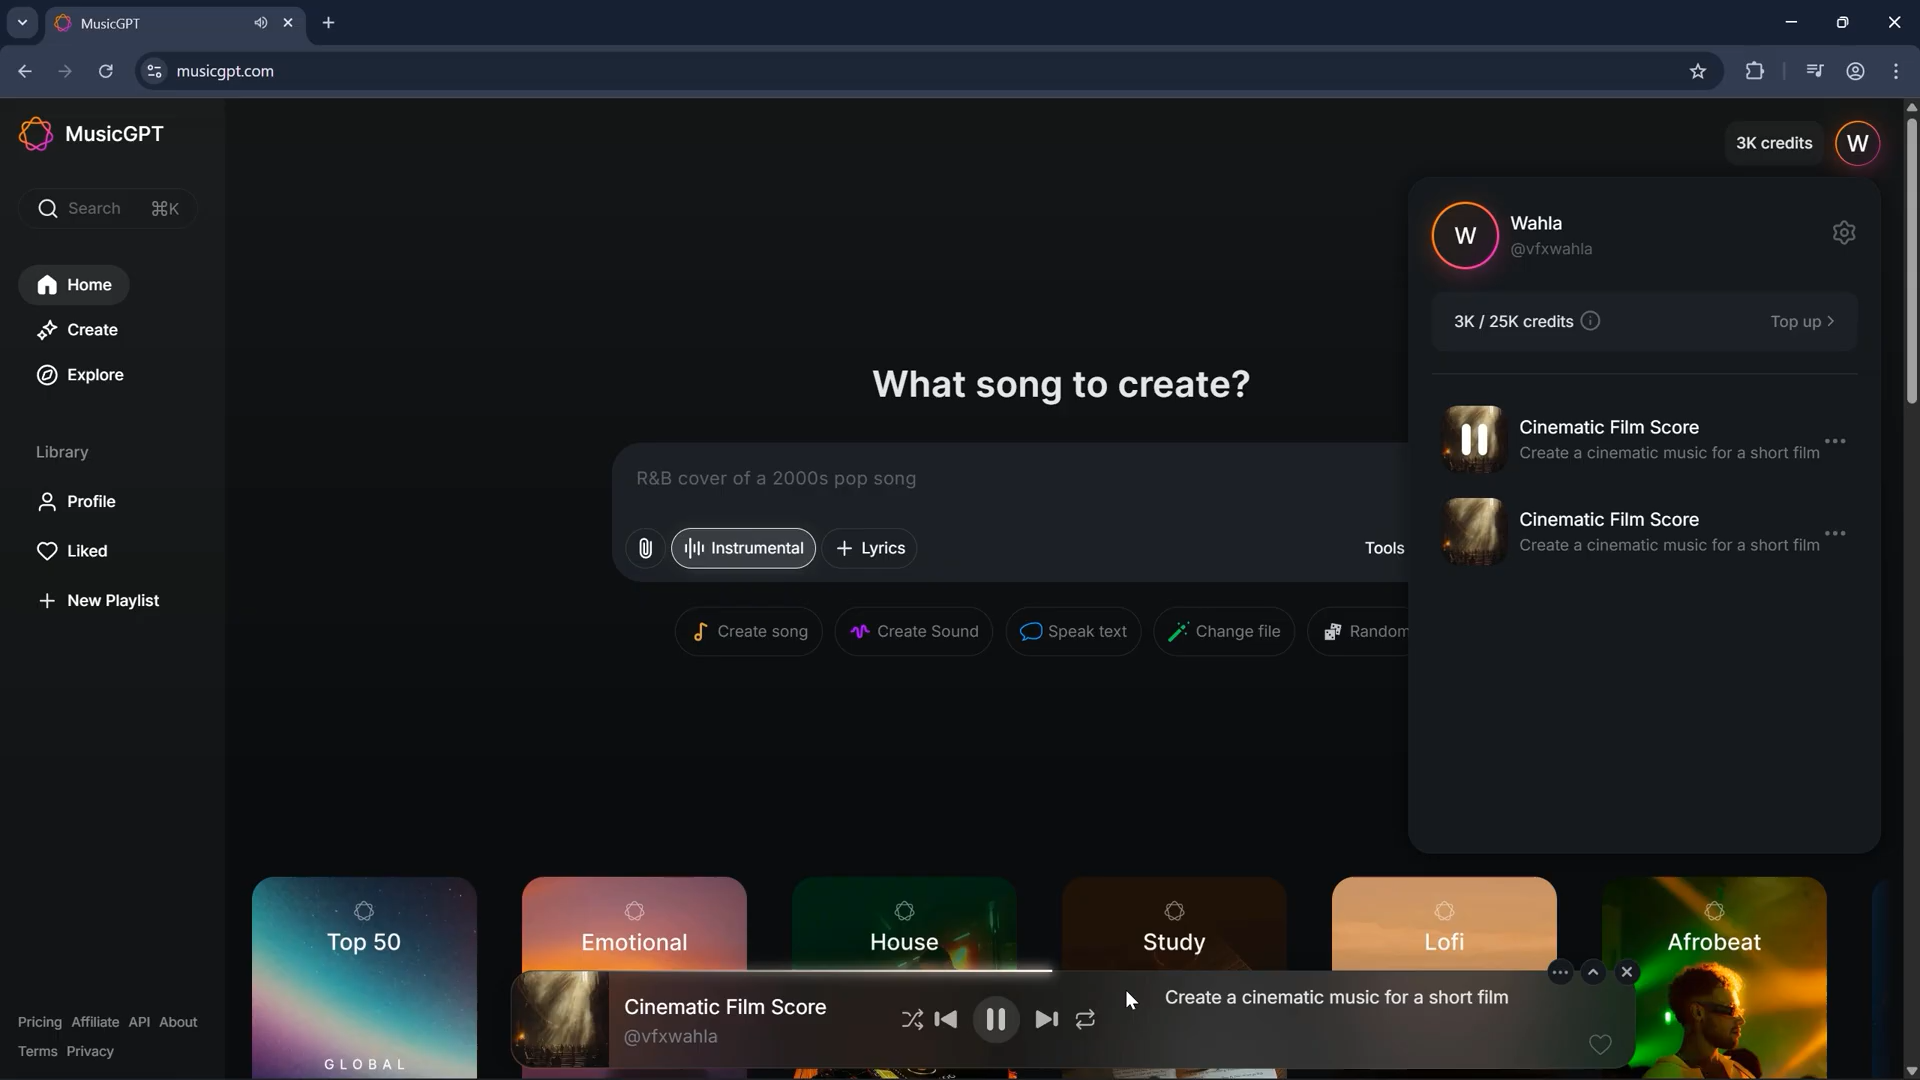 MusicGPT
musicgpt.com
MusicGPT
Search ⌘K
Home
Create
Explore
Library
Profile
Liked
New Playlist
Pricing Affiliate API About
Terms Privacy
3K credits
W
W
Wahla
@vfxwahla
3K / 25K credits
Top up >
Cinematic Film Score
Create a cinematic music for a short film
Cinematic Film Score
Create a cinematic music for a short film
What song to create?
R&B cover of a 2000s pop song
Instrumental
+ Lyrics
Tools
Create song
Create Sound
Speak text
Change file
Random
Top 50
GLOBAL
Emotional
House
Study
Lofi
Afrobeat
Cinematic Film Score
@vfxwahla
Create a cinematic music for a short film